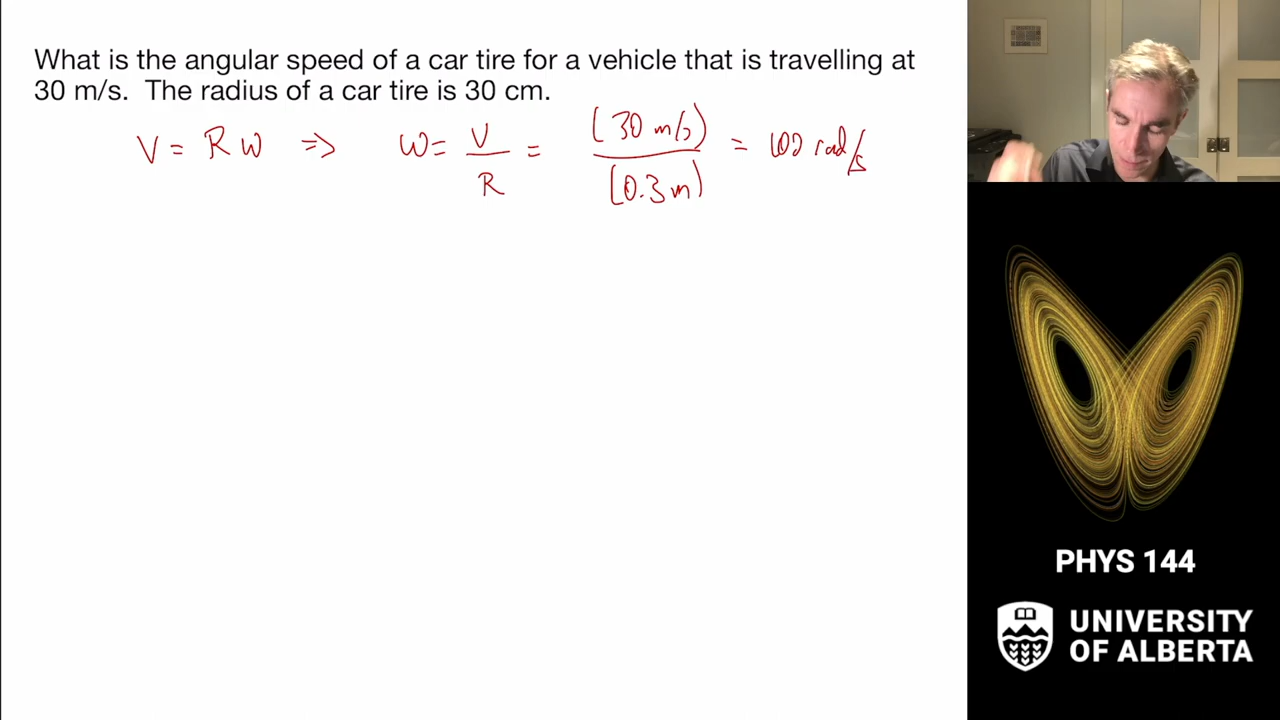 What is the angular speed of a car tire for a vehicle that is travelling at
30 m/s.  The radius of a car tire is 30 cm.
V = R ω ⇒ ω = V / R = (30 m/s) / (0.3 m) = 100 rad/s
PHYS 144
UNIVERSITY
OF ALBERTA